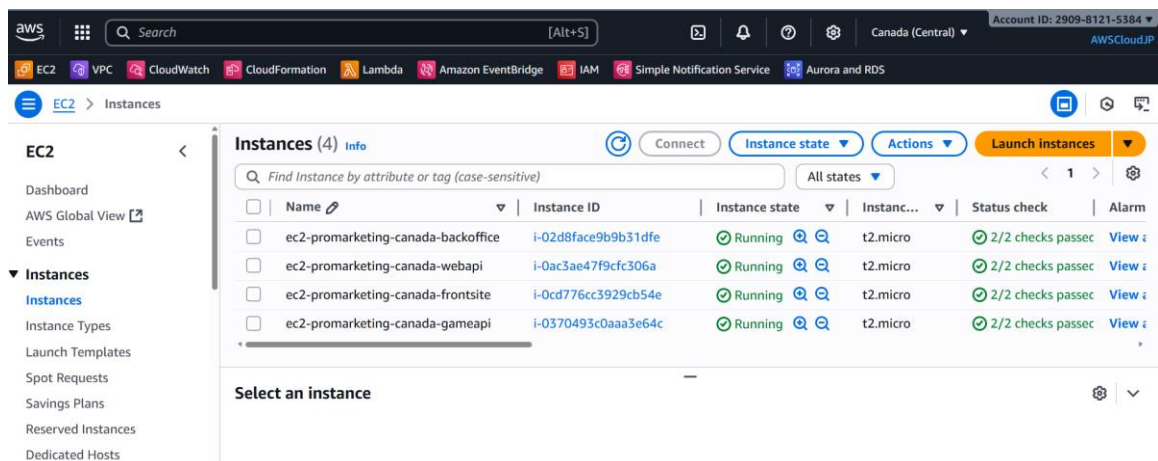 aws Search [Alt+S] Canada (Central) ▼ Account ID: 2909-8121-5384 ▼
AWSCloudJP
EC2 VPC CloudWatch CloudFormation Lambda Amazon EventBridge IAM Simple Notification Service Aurora and RDS
EC2 > Instances
EC2
Dashboard
AWS Global View
Events
▼ Instances
Instances
Instance Types
Launch Templates
Spot Requests
Savings Plans
Reserved Instances
Dedicated Hosts
Instances (4) Info Connect Instance state ▼ Actions ▼ Launch instances ▼
Find Instance by attribute or tag (case-sensitive) All states ▼ < 1 >
Name Instance ID Instance state Instanc... Status check Alarm
ec2-promarketing-canada-backoffice i-02d8face9b9b31dfe Running t2.micro 2/2 checks passec View
ec2-promarketing-canada-webapi i-0ac3ae47f9cfc306a Running t2.micro 2/2 checks passec View
ec2-promarketing-canada-frontsite i-0cd776cc3929cb54e Running t2.micro 2/2 checks passec View
ec2-promarketing-canada-gameapi i-0370493c0aaa3e64c Running t2.micro 2/2 checks passec View
Select an instance